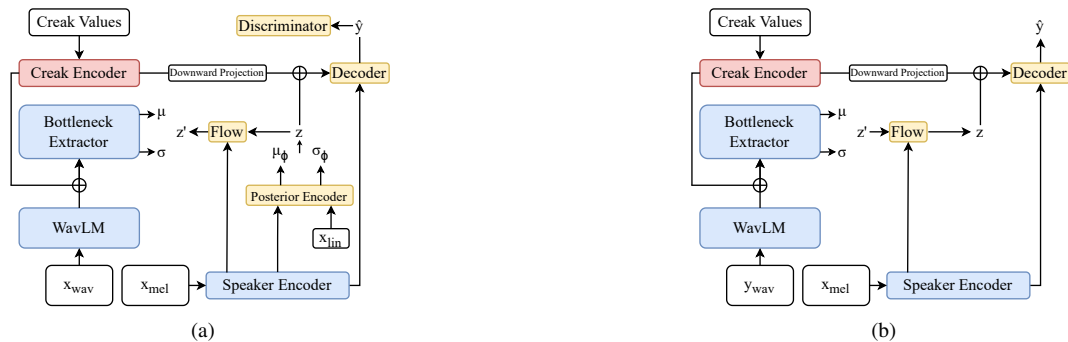 Creak Values
Discriminator
ŷ
Creak Encoder
Downward Projection
Decoder
Bottleneck
Extractor
μ
σ
z'
Flow
z
μϕ
σϕ
Posterior Encoder
WavLM
xlin
xwav
xmel
Speaker Encoder
(a)
Creak Values
ŷ
Creak Encoder
Downward Projection
Decoder
Bottleneck
Extractor
μ
σ
z'
Flow
z
WavLM
ywav
xmel
Speaker Encoder
(b)